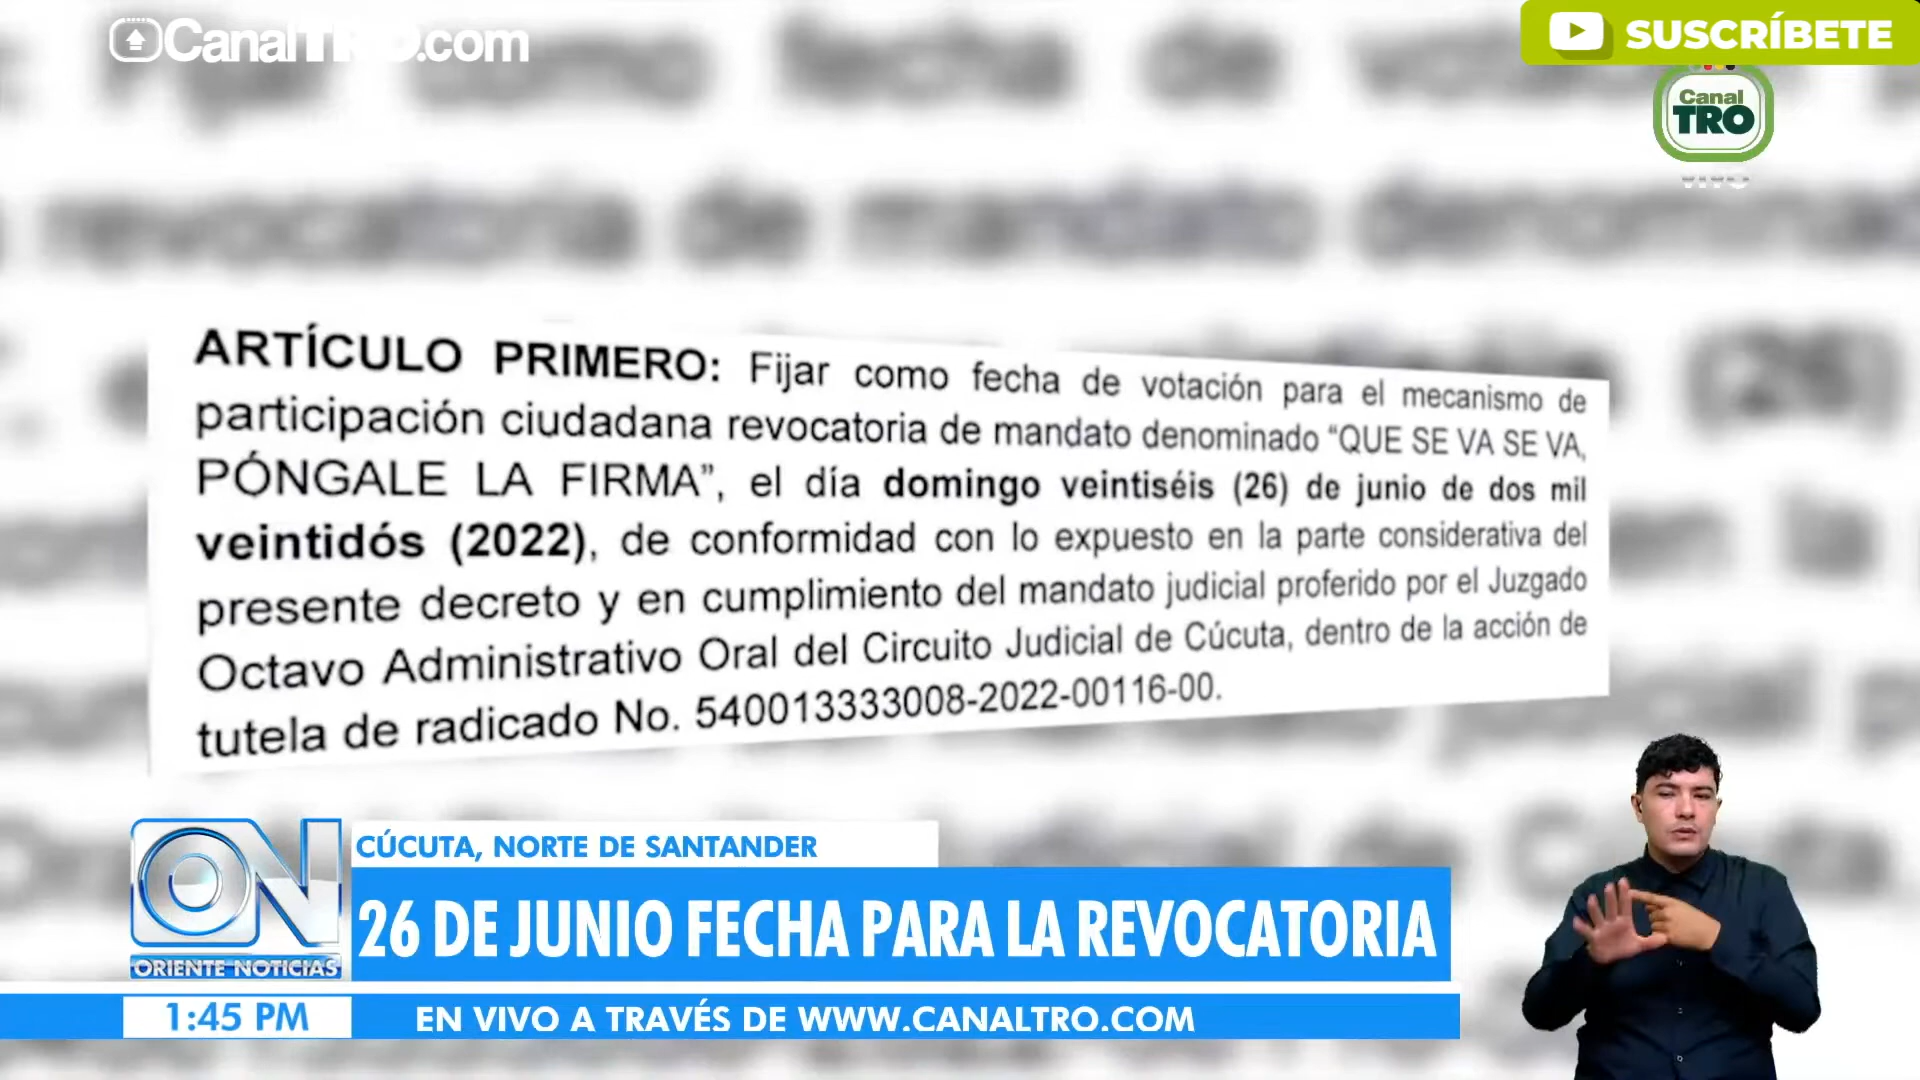 CanalTRO.com
SUSCRÍBETE
Canal
TRO
VIVO
ARTÍCULO PRIMERO: Fijar como fecha de votación para el mecanismo de
participación ciudadana revocatoria de mandato denominado “QUE SE VA SE VA,
PÓNGALE LA FIRMA”, el día domingo veintiséis (26) de junio de dos mil
veintidós (2022), de conformidad con lo expuesto en la parte considerativa del
presente decreto y en cumplimiento del mandato judicial proferido por el Juzgado
Octavo Administrativo Oral del Circuito Judicial de Cúcuta, dentro de la acción de
tutela de radicado No. 540013333008-2022-00116-00.
ON
ORIENTE NOTICIAS
CÚCUTA, NORTE DE SANTANDER
26 DE JUNIO FECHA PARA LA REVOCATORIA
1:45 PM
EN VIVO A TRAVÉS DE WWW.CANALTRO.COM